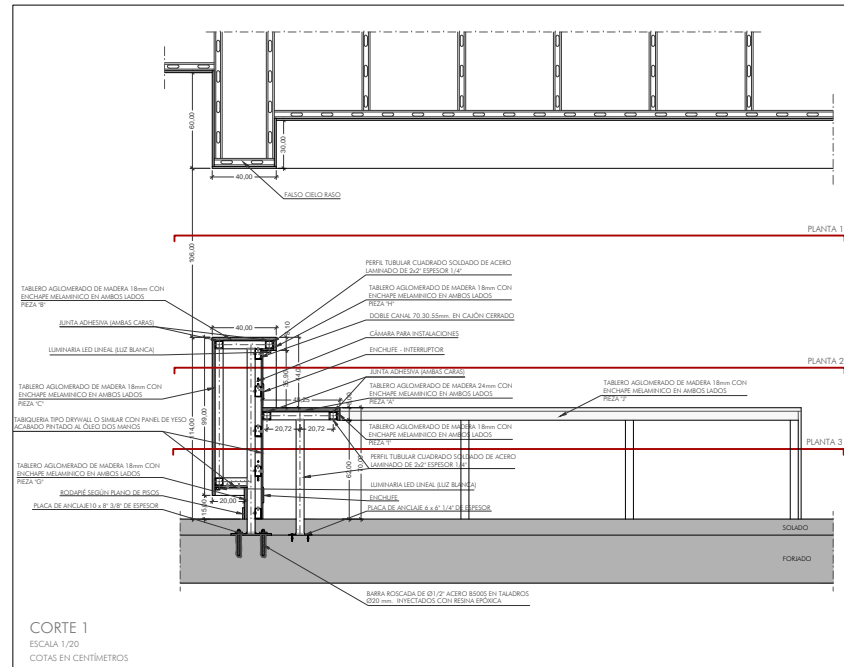 60,00
30,00
40,00
FALSO CIELO RASO
PLANTA 1
106,00
PERFIL TUBULAR CUADRADO SOLDADO DE ACERO
LAMINADO DE 2x2" ESPESOR 1/4"
TABLERO AGLOMERADO DE MADERA 18mm CON
ENCHAPE MELAMINICO EN AMBOS LADOS
PIEZA "B"
TABLERO AGLOMERADO DE MADERA 18mm CON
ENCHAPE MELAMINICO EN AMBOS LADOS
PIEZA "H"
JUNTA ADHESIVA (AMBAS CARAS)
40,00
DOBLE CANAL 70.30.55mm. EN CAJÓN CERRADO
CÁMARA PARA INSTALACIONES
LUMINARIA LED LINEAL (LUZ BLANCA)
ENCHUFE - INTERRUPTOR
PLANTA 2
JUNTA ADHESIVA (AMBAS CARAS)
TABLERO AGLOMERADO DE MADERA 18mm CON
ENCHAPE MELAMINICO EN AMBOS LADOS
PIEZA "C"
TABLERO AGLOMERADO DE MADERA 24mm CON
ENCHAPE MELAMINICO EN AMBOS LADOS
PIEZA "A"
TABLERO AGLOMERADO DE MADERA 18mm CON
ENCHAPE MELAMINICO EN AMBOS LADOS
PIEZA "J"
48,25
99,00
114,00
TABIQUERIA TIPO DRYWALL O SIMILAR CON PANEL DE YESO
ACABADO PINTADO AL ÓLEO DOS MANOS
20,72
20,72
TABLERO AGLOMERADO DE MADERA 18mm CON
ENCHAPE MELAMINICO EN AMBOS LADOS
PIEZA "I"
PLANTA 3
PERFIL TUBULAR CUADRADO SOLDADO DE ACERO
LAMINADO DE 2x2" ESPESOR 1/4"
TABLERO AGLOMERADO DE MADERA 18mm CON
ENCHAPE MELAMINICO EN AMBOS LADOS
PIEZA "G"
62,00
70,00
LUMINARIA LED LINEAL (LUZ BLANCA)
RODAPIÉ SEGÚN PLANO DE PISOS
20,00
ENCHUFE
15,00
PLACA DE ANCLAJE10 x 8" 3/8" DE ESPESOR
PLACA DE ANCLAJE 6 x 6" 1/4" DE ESPESOR
SOLADO
FORJADO
BARRA ROSCADA DE Ø1/2" ACERO B500S EN TALADROS
Ø20 mm. INYECTADOS CON RESINA EPÓXICA
CORTE 1
ESCALA 1/20
COTAS EN CENTÍMETROS